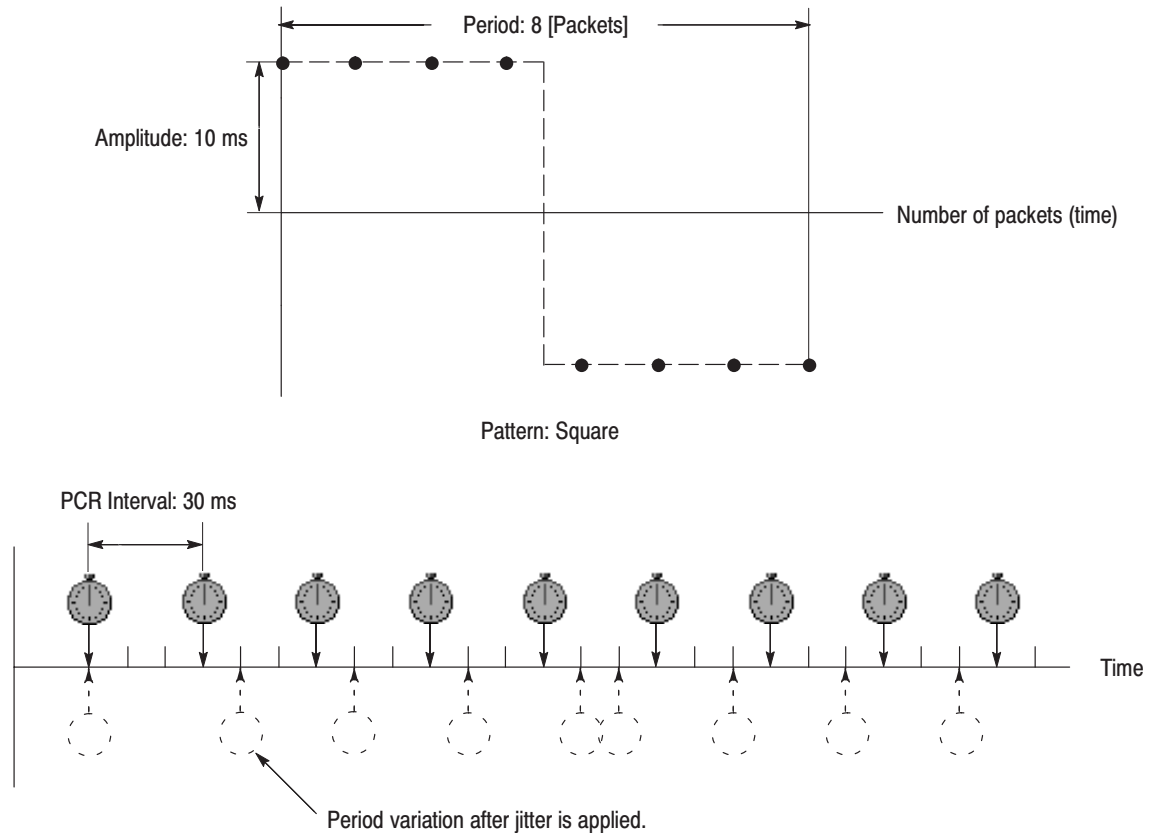 Period: 8 [Packets]
Amplitude: 10 ms
Number of packets (time)
Pattern: Square
PCR Interval: 30 ms
Time
Period variation after jitter is applied.